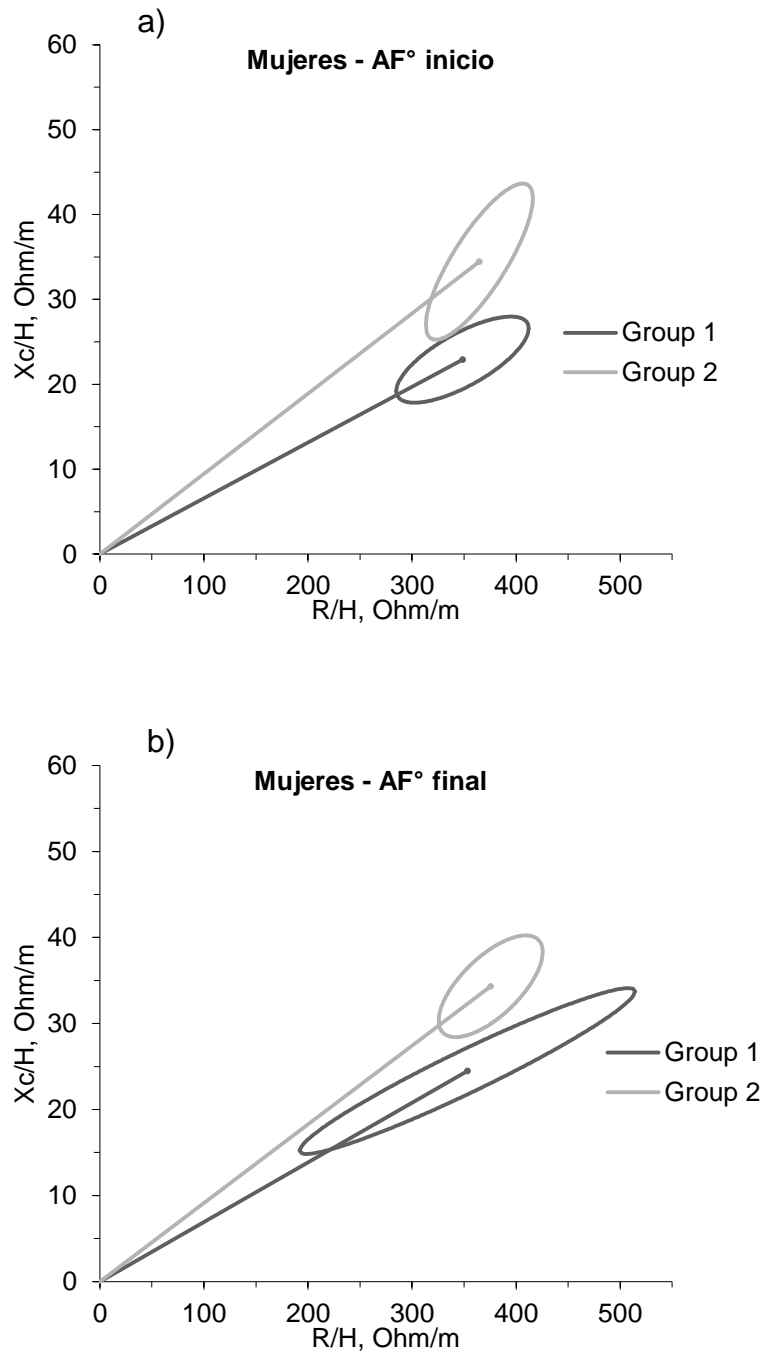 a)
Mujeres - AF° inicio
60
50
40
30
20
10
0
Xc/H, Ohm/m
0 100 200 300 400 500
R/H, Ohm/m
Group 1
Group 2
b)
Mujeres - AF° final
60
50
40
30
20
10
0
Xc/H, Ohm/m
0 100 200 300 400 500
R/H, Ohm/m
Group 1
Group 2